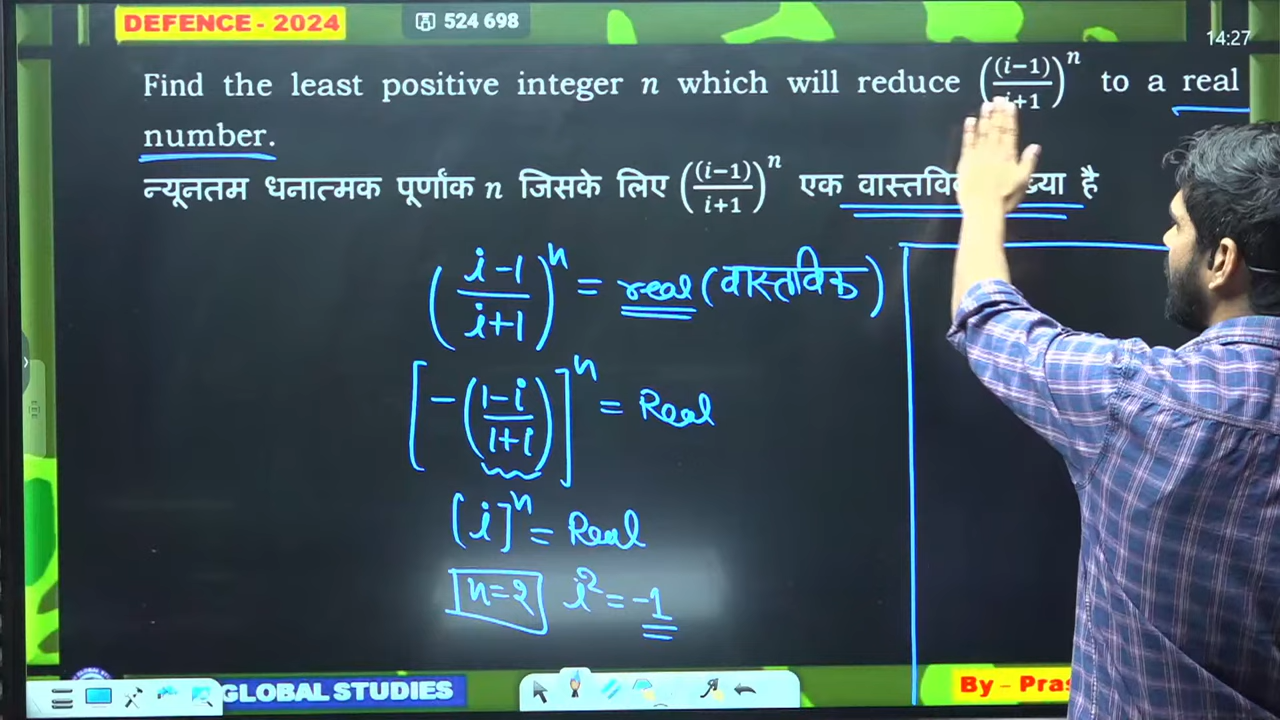 DEFENCE - 2024
524 698
14:27
Find the least positive integer n which will reduce ((i−1)/i+1)^n to a real
number.
न्यूनतम धनात्मक पूर्णांक n जिसके लिए ((i−1)/i+1)^n एक है
(i-1/i+1)^n = real (वास्तविक)
[-(1-i/1+i)]^n = Real
[i]^n = Real
n=2 i^2 = -1
GLOBAL STUDIES
By –